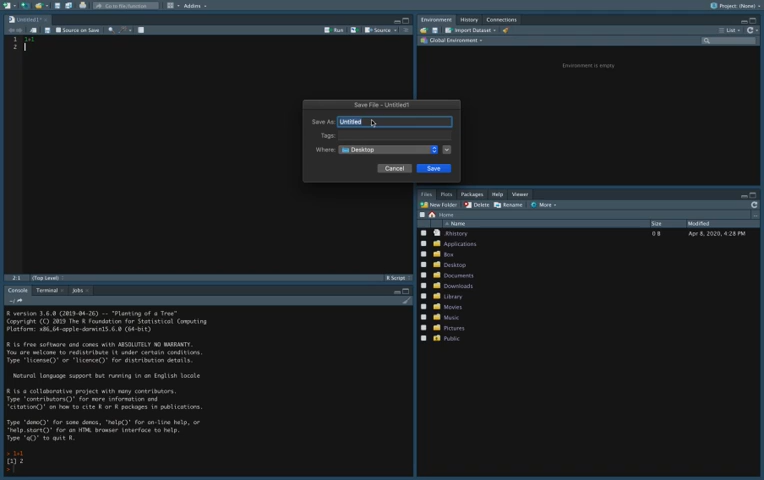 Go to file/function
Addins
Project: (None)
Untitled1*
Source on Save
Run
Source
1 1+1
2
2:1 (Top Level) R Script
Console Terminal Jobs
~/
R version 3.6.0 (2019-04-26) -- "Planting of a Tree"
Copyright (C) 2019 The R Foundation for Statistical Computing
Platform: x86_64-apple-darwin15.6.0 (64-bit)
R is free software and comes with ABSOLUTELY NO WARRANTY.
You are welcome to redistribute it under certain conditions.
Type 'license()' or 'licence()' for distribution details.
Natural language support but running in an English locale
R is a collaborative project with many contributors.
Type 'contributors()' for more information and
'citation()' on how to cite R or R packages in publications.
Type 'demo()' for some demos, 'help()' for on-line help, or
'help.start()' for an HTML browser interface to help.
Type 'q()' to quit R.
> 1+1
[1] 2
>
Save File - Untitled1
Save As: Untitled
Tags:
Where: Desktop
Cancel Save
Environment History Connections
Import Dataset List
Global Environment
Environment is empty
Files Plots Packages Help Viewer
New Folder Delete Rename More
Home
Name Size Modified
.Rhistory 0 B Apr 8, 2020, 4:28 PM
Applications
Box
Desktop
Documents
Downloads
Library
Movies
Music
Pictures
Public